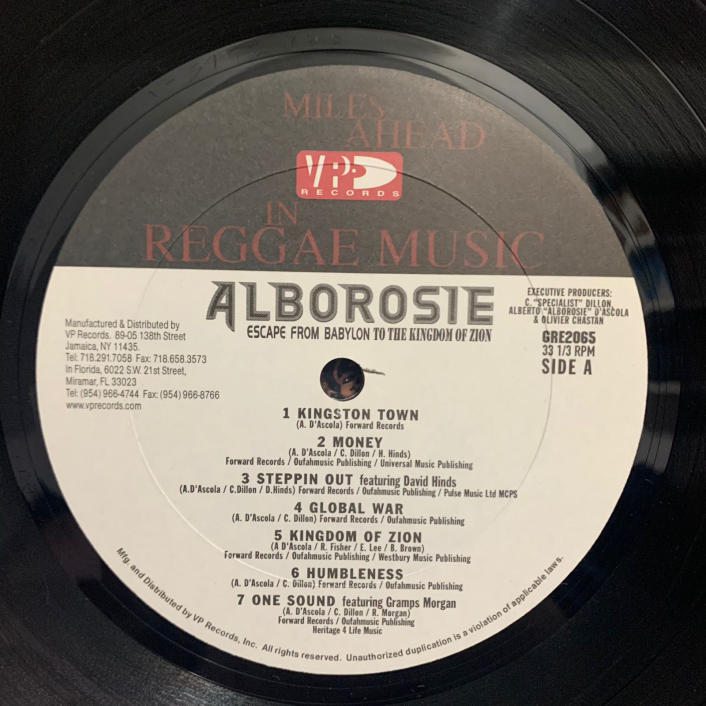 MILES
AHEAD
VP
RECORDS
IN
REGGAE MUSIC
ALBOROSIE
ESCAPE FROM BABYLON TO THE KINGDOM OF ZION
Manufactured & Distributed by
VP Records. 89-05 138th Street
Jamaica, NY 11435.
Tel: 718.291.7058 Fax: 718.658.3573
In Florida, 6022 S.W. 21st Street,
Miramar, FL 33023
Tel: (954) 966-4744 Fax: (954) 966-8766
www.vprecords.com
EXECUTIVE PRODUCERS:
C. "SPECIALIST" DILLON,
ALBERTO "ALBOROSIE" D'ASCOLA
& OLIVIER CHASTAN
GRE2065
33 1/3 RPM
SIDE A
1 KINGSTON TOWN
(A. D'Ascola) Forward Records
2 MONEY
(A. D'Ascola / C. Dillon / H. Hinds)
Forward Records / Oufahmusic Publishing / Universal Music Publishing
3 STEPPIN OUT featuring David Hinds
(A.D'Ascola / C.Dillon / D.Hinds) Forward Records / Oufahmusic Publishing / Pulse Music Ltd MCPS
4 GLOBAL WAR
(A. D'Ascola / C. Dillon) Forward Records / Oufahmusic Publishing
5 KINGDOM OF ZION
(A D'Ascola / R. Fisher / E. Lee / B. Brown)
Forward Records / Oufahmusic Publishing / Westbury Music Publishing
6 HUMBLENESS
(A. D'Ascola / C. Dillon) Forward Records / Oufahmusic Publishing
7 ONE SOUND featuring Gramps Morgan
(A. D'Ascola / C. Dillon / R. Morgan)
Forward Records / Oufahmusic Publishing
Heritage 4 Life Music
Mfg. and Distributed by VP Records, Inc. All rights reserved. Unauthorized duplication is a violation of applicable laws.